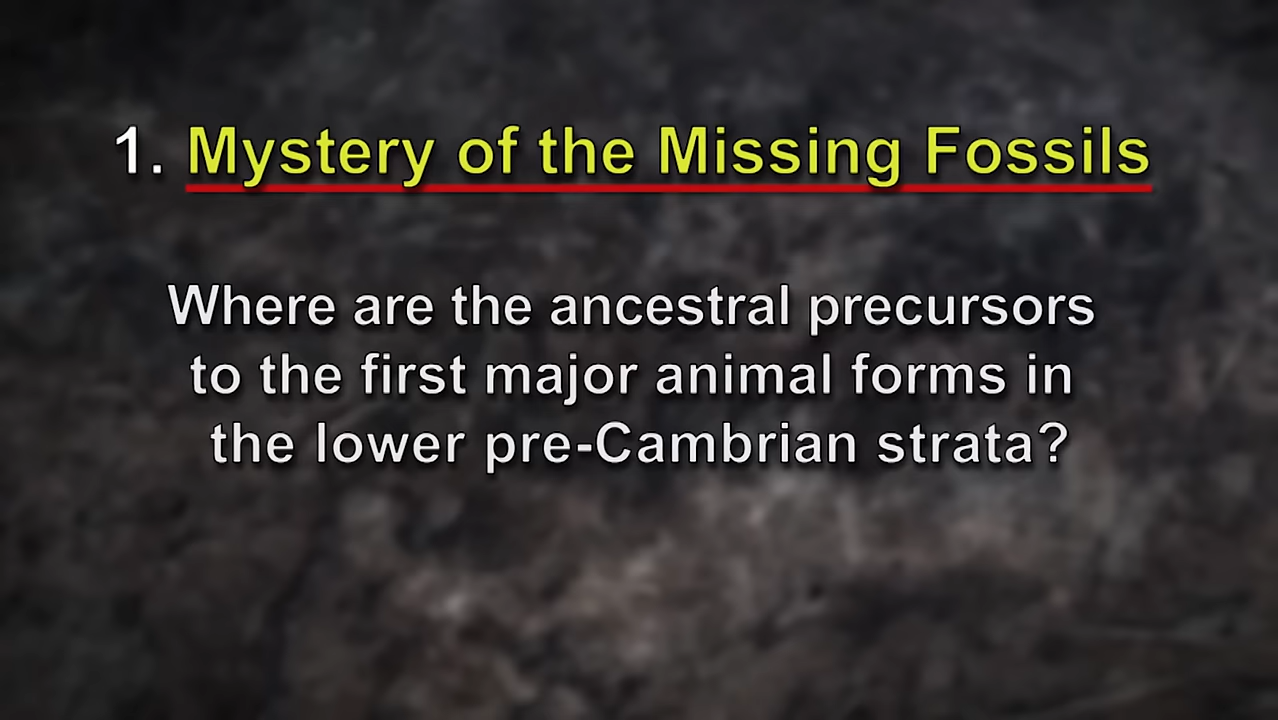 1. Mystery of the Missing Fossils
Where are the ancestral precursors
to the first major animal forms in
the lower pre-Cambrian strata?